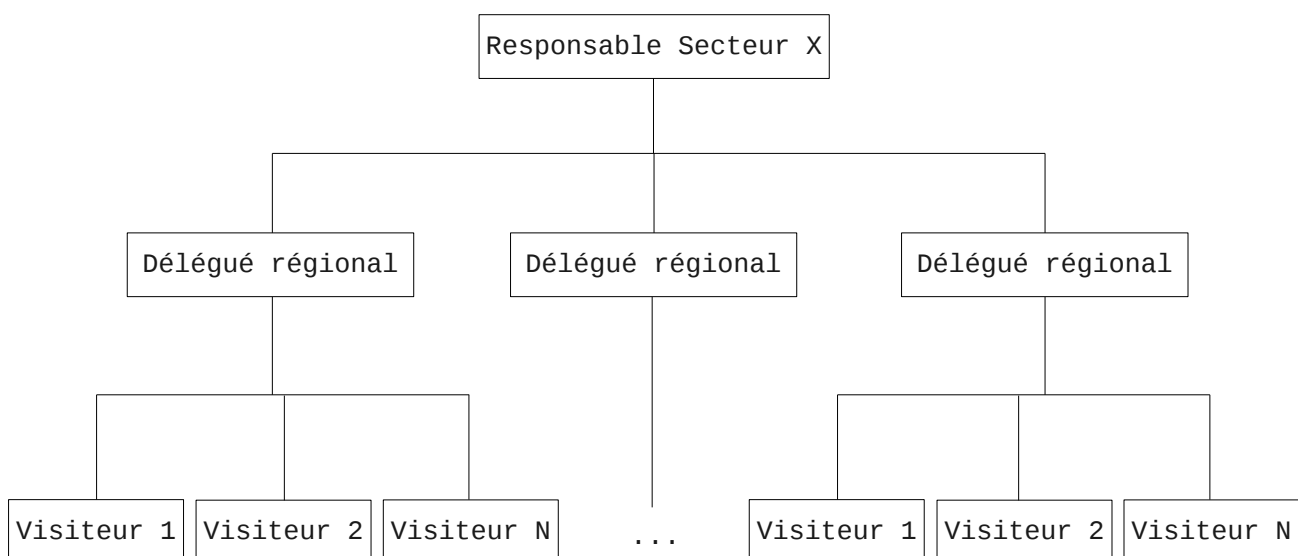 Responsable Secteur X
Délégué régional
Délégué régional
Délégué régional
Visiteur 1
Visiteur 2
Visiteur N
...
Visiteur 1
Visiteur 2
Visiteur N